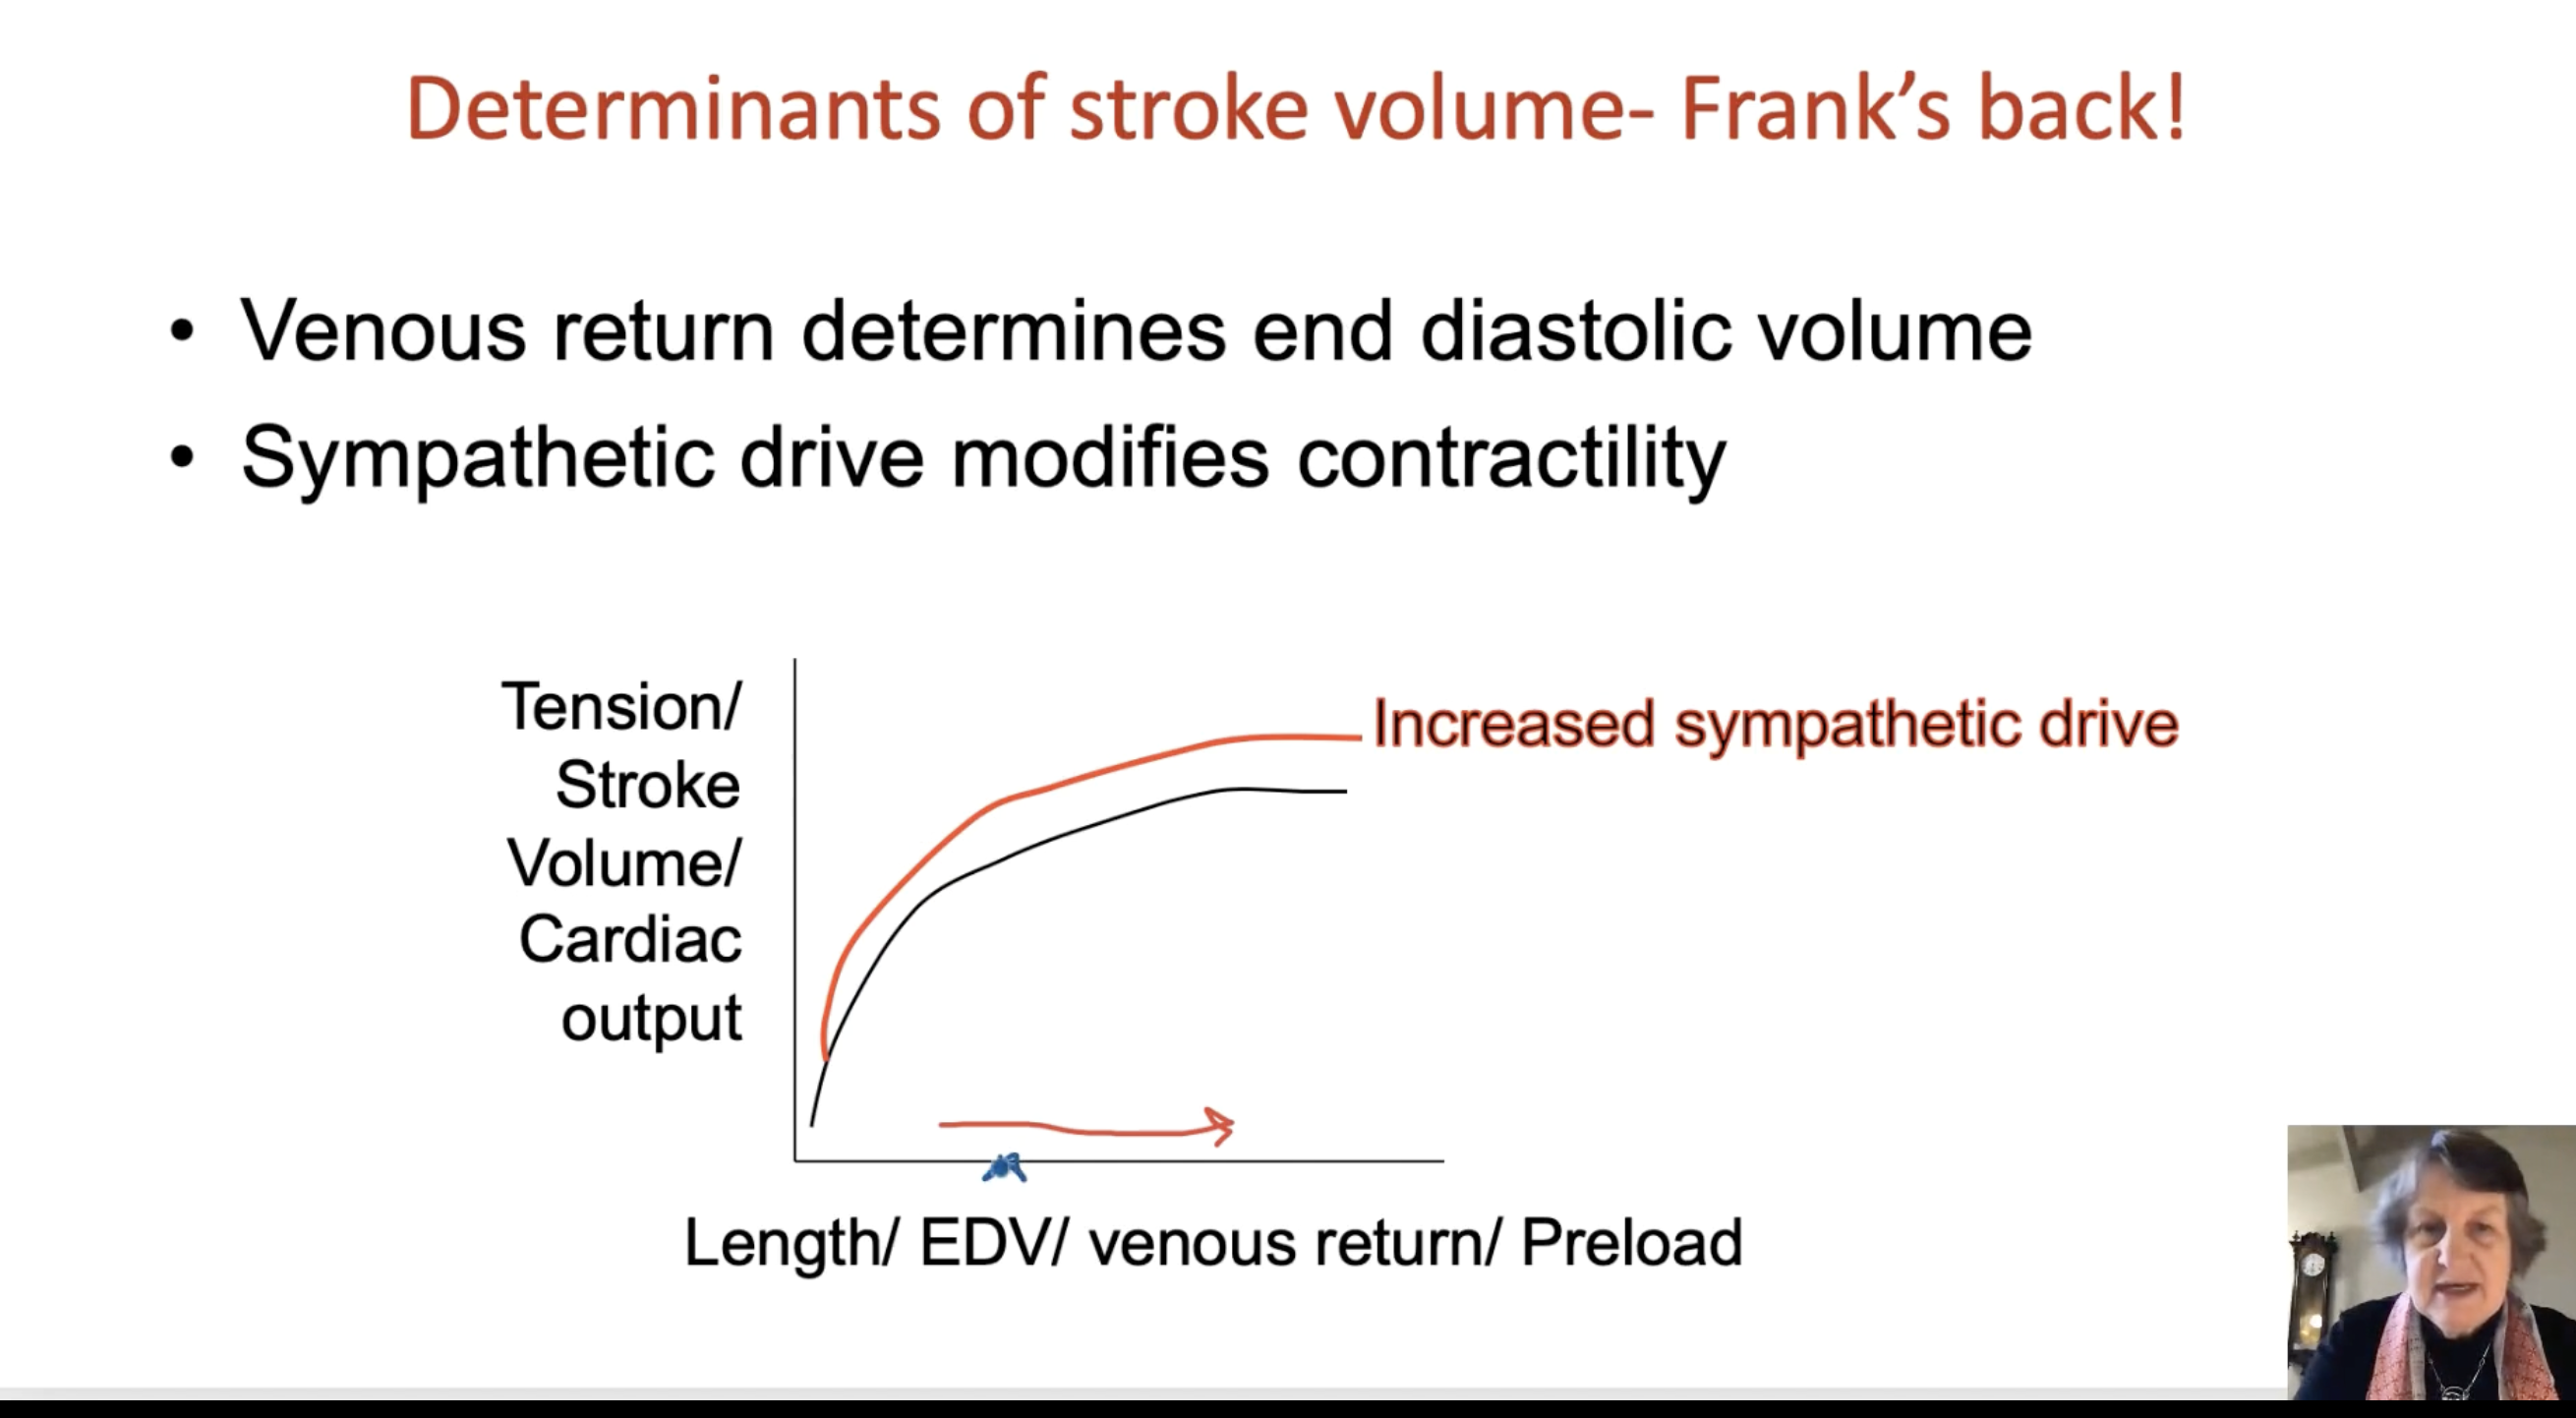 Determinants of stroke volume- Frank’s back!
• Venous return determines end diastolic volume
• Sympathetic drive modifies contractility
Tension/
Stroke
Volume/
Cardiac
output
Increased sympathetic drive
Length/ EDV/ venous return/ Preload